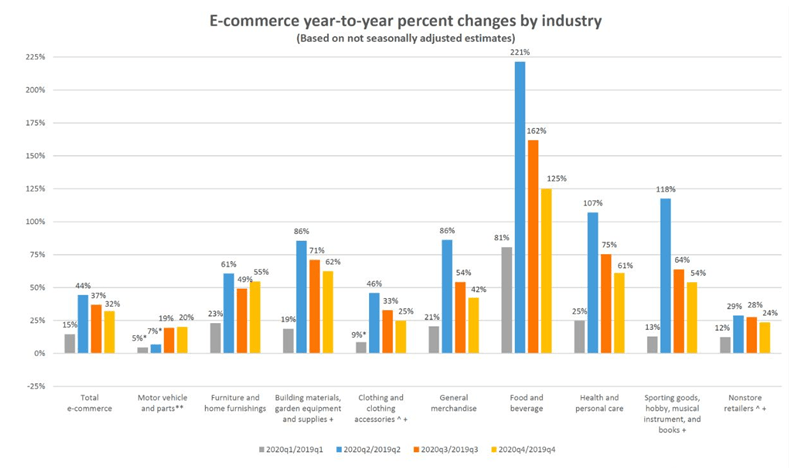 E-commerce year-to-year percent changes by industry
(Based on not seasonally adjusted estimates)
225%
200%
175%
150%
125%
100%
75%
50%
25%
0%
-25%
15%
44%
37%
32%
5%*
7%*
19%
20%
23%
61%
49%
55%
19%
86%
71%
62%
9%*
46%
33%
25%
21%
86%
54%
42%
81%
221%
162%
125%
25%
107%
75%
61%
13%
118%
64%
54%
12%
29%
28%
24%
Total
e-commerce
Motor vehicle
and parts**
Furniture and
home furnishings
Building materials,
garden equipment
and supplies +
Clothing and
clothing
accessories ^ +
General
merchandise
Food and
beverage
Health and
personal care
Sporting goods,
hobby, musical
instrument, and
books +
Nonstore
retailers ^ +
2020q1/2019q1
2020q2/2019q2
2020q3/2019q3
2020q4/2019q4